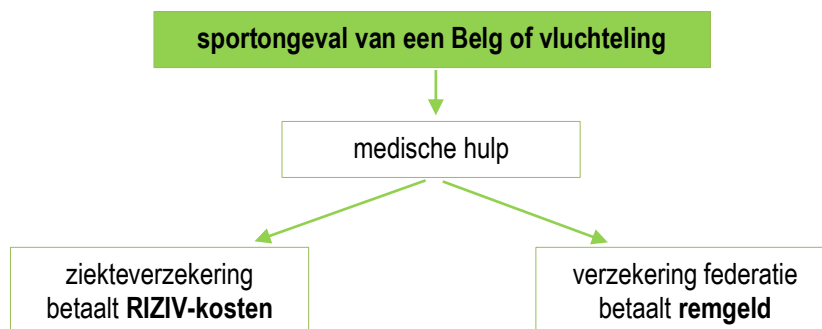 sportongeval van een Belg of vluchteling
medische hulp
ziekteverzekering
betaalt RIZIV-kosten
verzekering federatie
betaalt remgeld